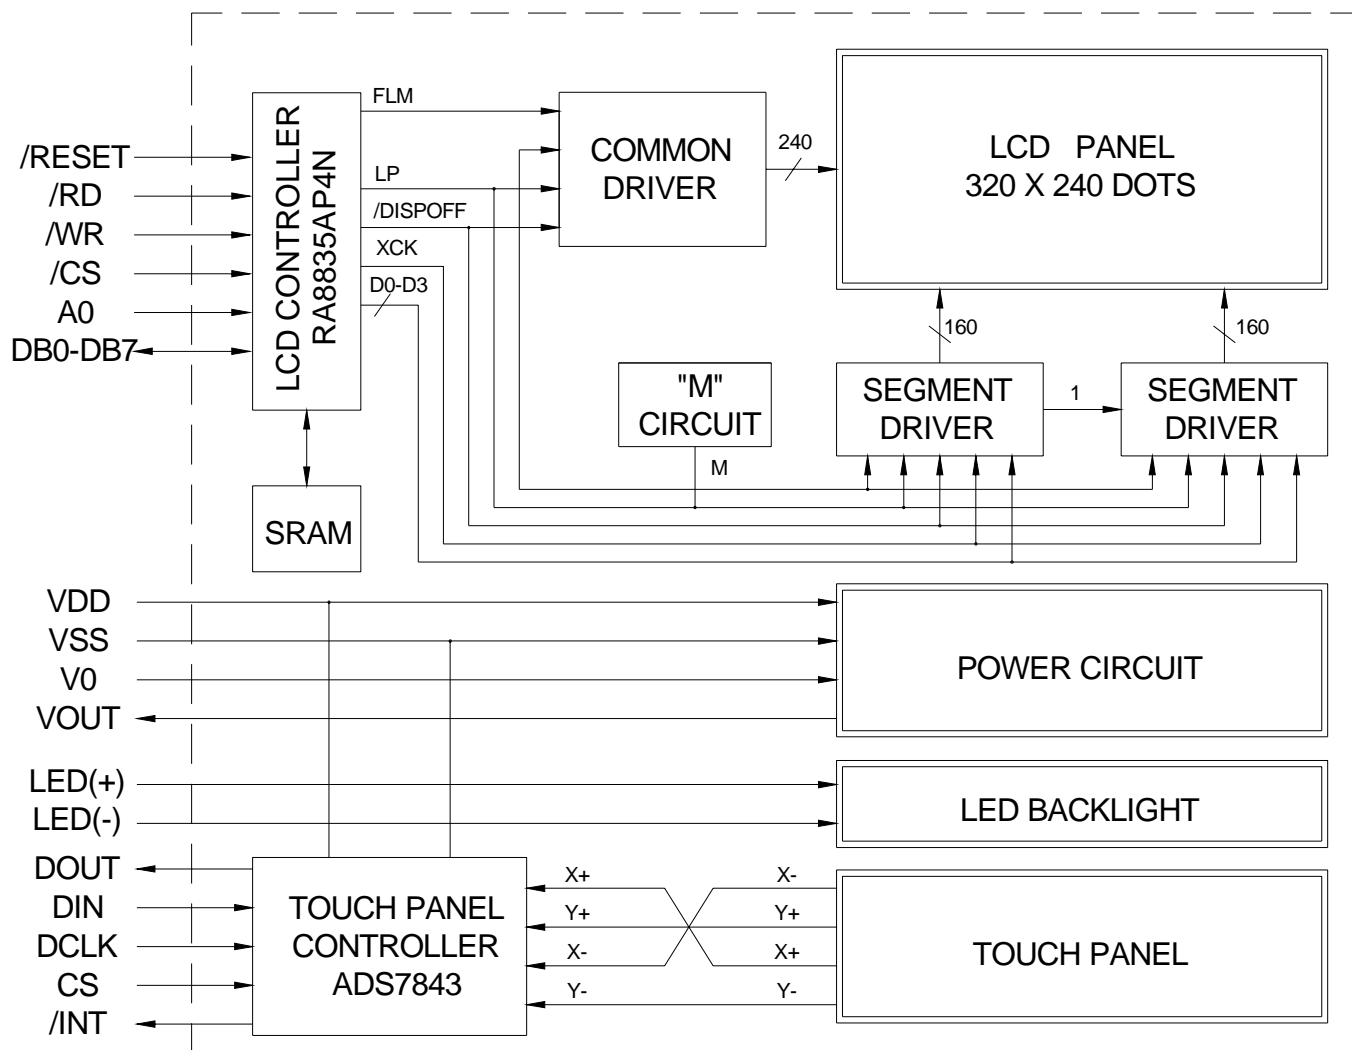 FLM
LCD CONTROLLER
RA8835AP4N
COMMON
DRIVER
240
LCD PANEL
320 X 240 DOTS
/RESET
/RD
/WR
/CS
A0
DB0-DB7
LP
/DISPOFF
XCK
D0-D3
160
160
"M"
CIRCUIT
M
SEGMENT
DRIVER
1
SEGMENT
DRIVER
SRAM
VDD
VSS
V0
VOUT
POWER CIRCUIT
LED(+)
LED(-)
LED BACKLIGHT
DOUT
DIN
DCLK
CS
/INT
TOUCH PANEL
CONTROLLER
ADS7843
X+
Y+
X-
Y-
X-
Y+
X+
Y-
TOUCH PANEL